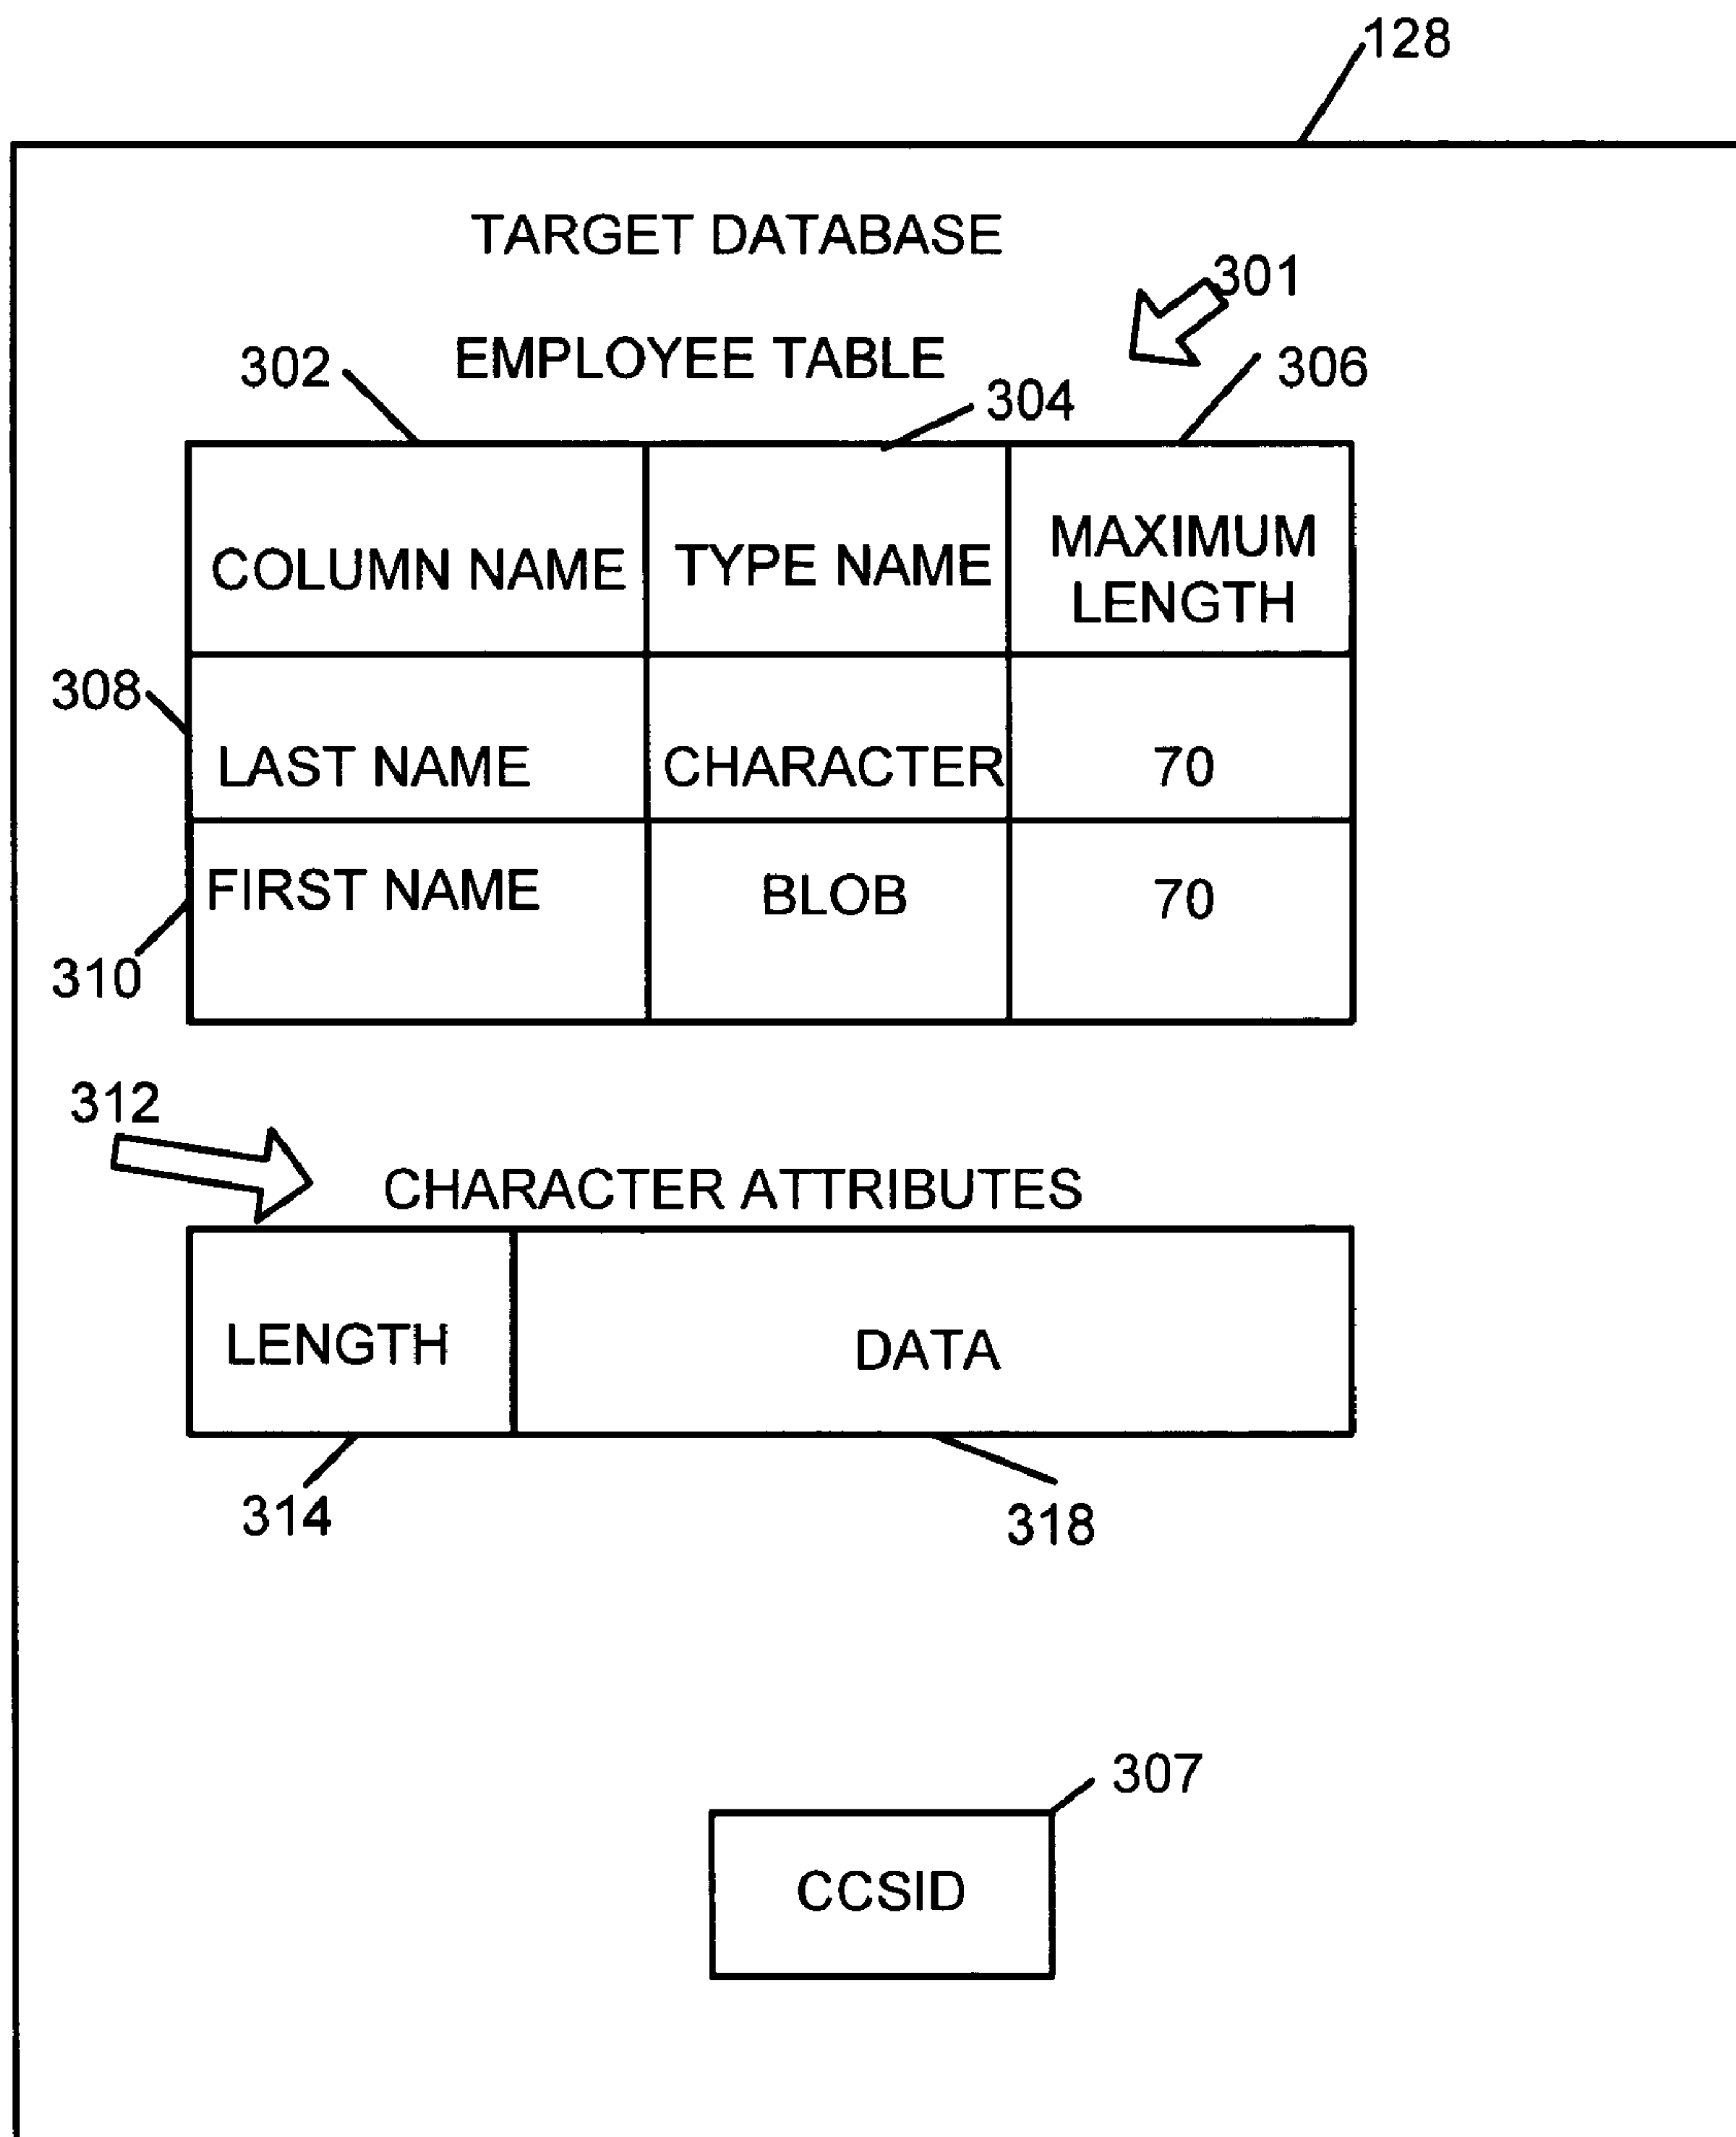 128
TARGET DATABASE
301
EMPLOYEE TABLE
302
304
306
COLUMN NAME
TYPE NAME
MAXIMUM
LENGTH
308
LAST NAME
CHARACTER
70
FIRST NAME
BLOB
70
310
312
CHARACTER ATTRIBUTES
LENGTH
DATA
314
318
307
CCSID